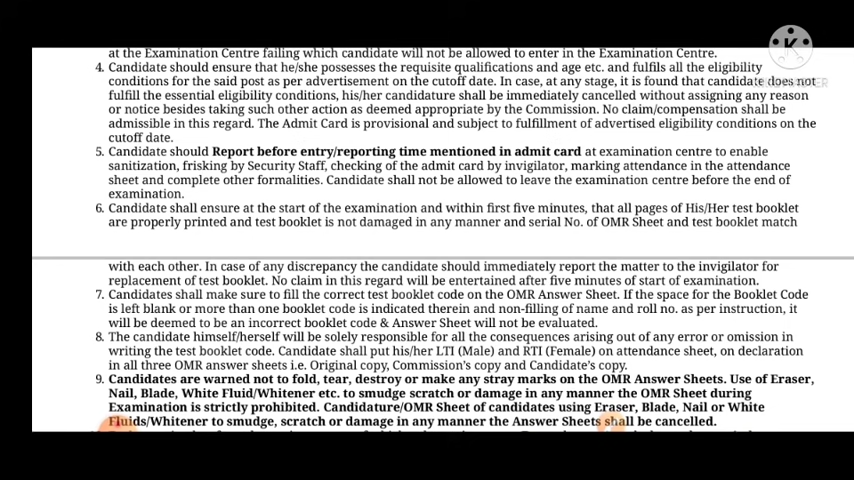 at the Examination Centre failing which candidate will not be allowed to enter in the Examination Centre.
4. Candidate should ensure that he/she possesses the requisite qualifications and age etc. and fulfils all the eligibility
conditions for the said post as per advertisement on the cutoff date. In case, at any stage, it is found that candidate does not
fulfill the essential eligibility conditions, his/her candidature shall be immediately cancelled without assigning any reason
or notice besides taking such other action as deemed appropriate by the Commission. No claim/compensation shall be
admissible in this regard. The Admit Card is provisional and subject to fulfillment of advertised eligibility conditions on the
cutoff date.
5. Candidate should Report before entry/reporting time mentioned in admit card at examination centre to enable
sanitization, frisking by Security Staff, checking of the admit card by invigilator, marking attendance in the attendance
sheet and complete other formalities. Candidate shall not be allowed to leave the examination centre before the end of
examination.
6. Candidate shall ensure at the start of the examination and within first five minutes, that all pages of His/Her test booklet
are properly printed and test booklet is not damaged in any manner and serial No. of OMR Sheet and test booklet match
with each other. In case of any discrepancy the candidate should immediately report the matter to the invigilator for
replacement of test booklet. No claim in this regard will be entertained after five minutes of start of examination.
7. Candidates shall make sure to fill the correct test booklet code on the OMR Answer Sheet. If the space for the Booklet Code
is left blank or more than one booklet code is indicated therein and non-filling of name and roll no. as per instruction, it
will be deemed to be an incorrect booklet code & Answer Sheet will not be evaluated.
8. The candidate himself/herself will be solely responsible for all the consequences arising out of any error or omission in
writing the test booklet code. Candidate shall put his/her LTI (Male) and RTI (Female) on attendance sheet, on declaration
in all three OMR answer sheets i.e. Original copy, Commission's copy and Candidate's copy.
9. Candidates are warned not to fold, tear, destroy or make any stray marks on the OMR Answer Sheets. Use of Eraser,
Nail, Blade, White Fluid/Whitener etc. to smudge scratch or damage in any manner the OMR Sheet during
Examination is strictly prohibited. Candidature/OMR Sheet of candidates using Eraser, Blade, Nail or White
Fluids/Whitener to smudge, scratch or damage in any manner the Answer Sheets shall be cancelled.